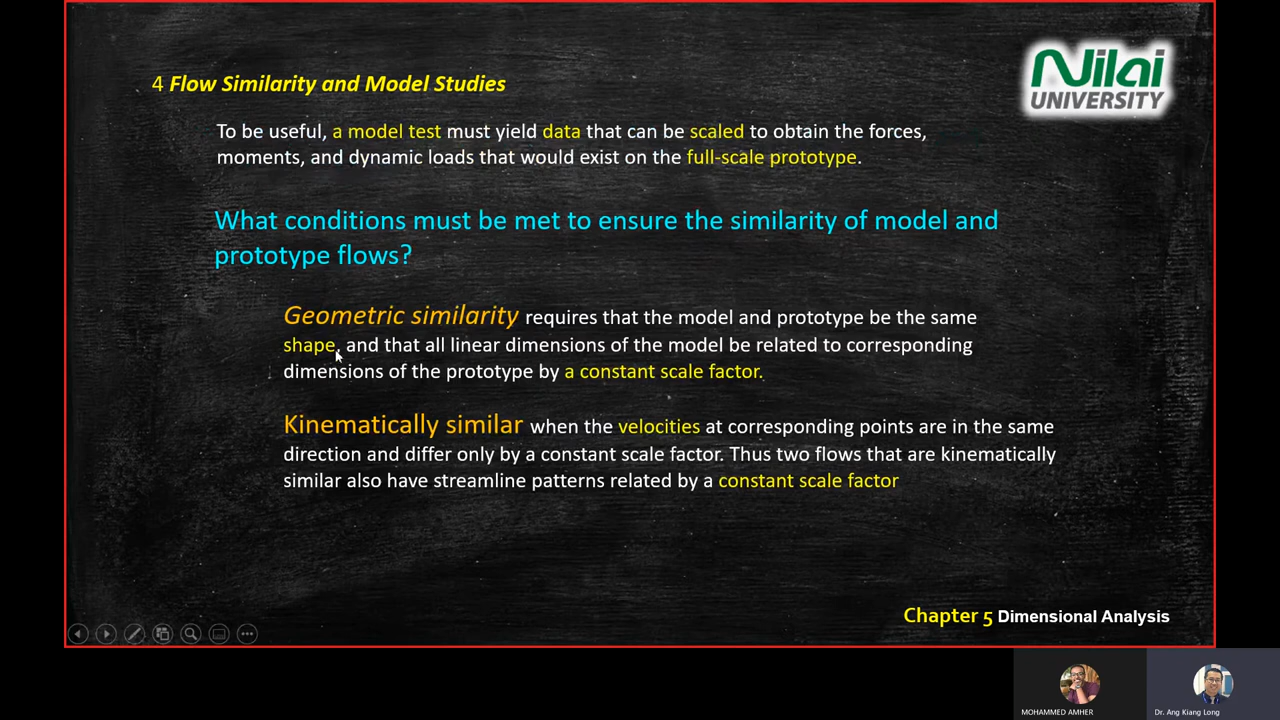 4 Flow Similarity and Model Studies
Nilai
UNIVERSITY
To be useful, a model test must yield data that can be scaled to obtain the forces,
moments, and dynamic loads that would exist on the full-scale prototype.
What conditions must be met to ensure the similarity of model and
prototype flows?
Geometric similarity requires that the model and prototype be the same
shape, and that all linear dimensions of the model be related to corresponding
dimensions of the prototype by a constant scale factor.
Kinematically similar when the velocities at corresponding points are in the same
direction and differ only by a constant scale factor. Thus two flows that are kinematically
similar also have streamline patterns related by a constant scale factor
Chapter 5 Dimensional Analysis
MOHAMMED AMHER
Dr. Ang Kiang Long